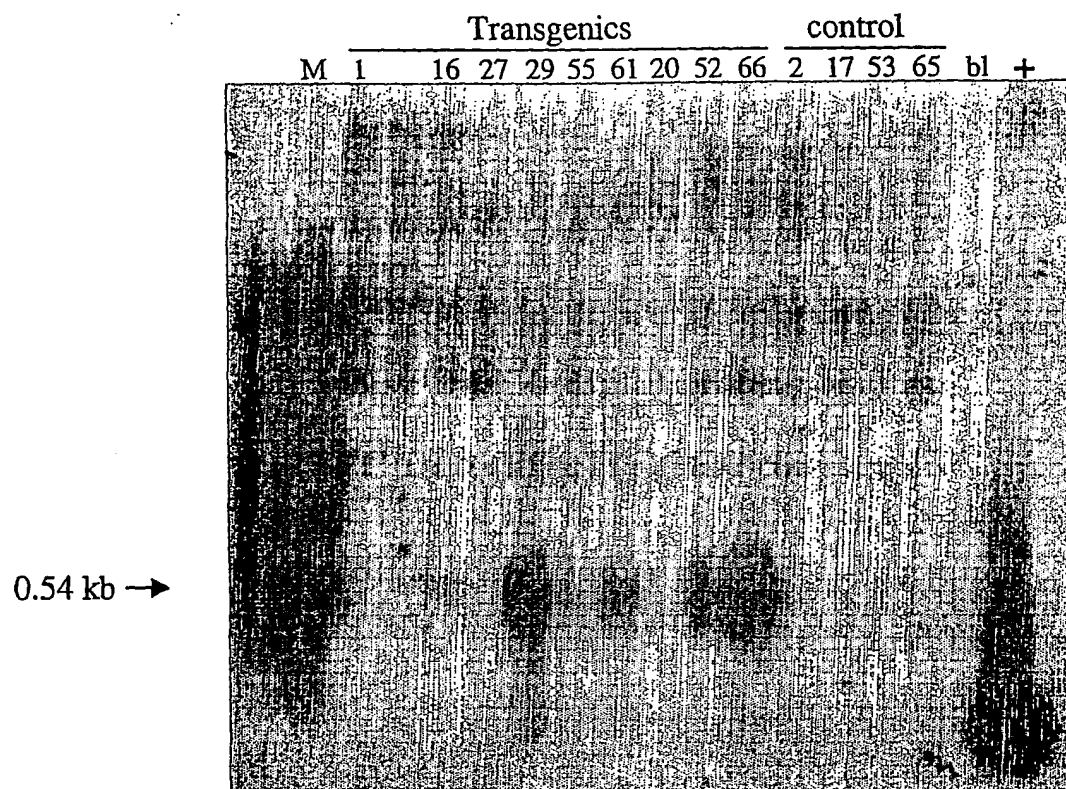 Transgenics control
M 1 16 27 29 55 61 20 52 66 2 17 53 65 bl +
0.54 kb →